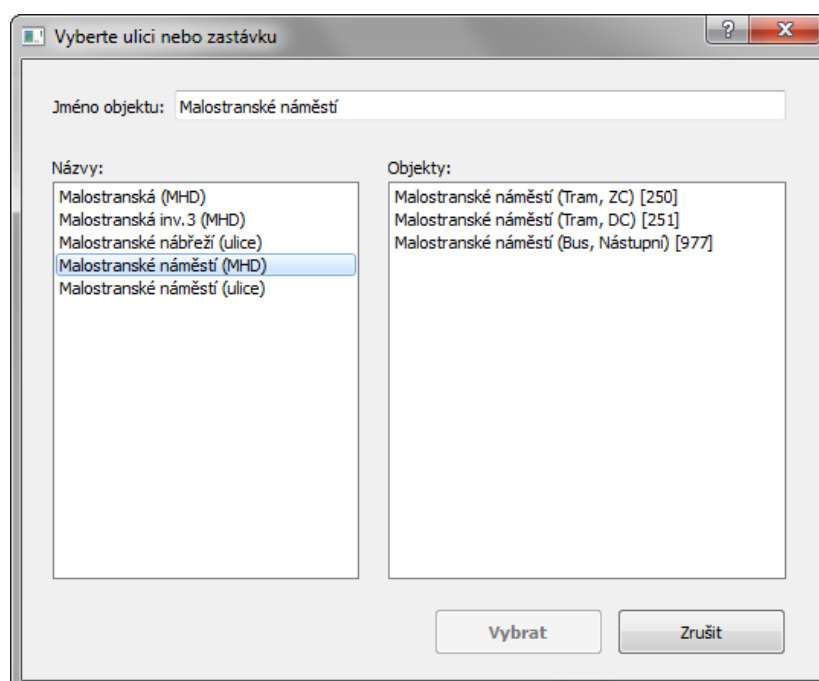 Vyberte ulici nebo zastávku
Jméno objektu: Malostranské náměstí
Názvy:
Malostranská (MHD)
Malostranská inv.3 (MHD)
Malostranské nábřeží (ulice)
Malostranské náměstí (MHD)
Malostranské náměstí (ulice)
Objekty:
Malostranské náměstí (Tram, ZC) [250]
Malostranské náměstí (Tram, DC) [251]
Malostranské náměstí (Bus, Nástupní) [977]
Vybrat
Zrušit